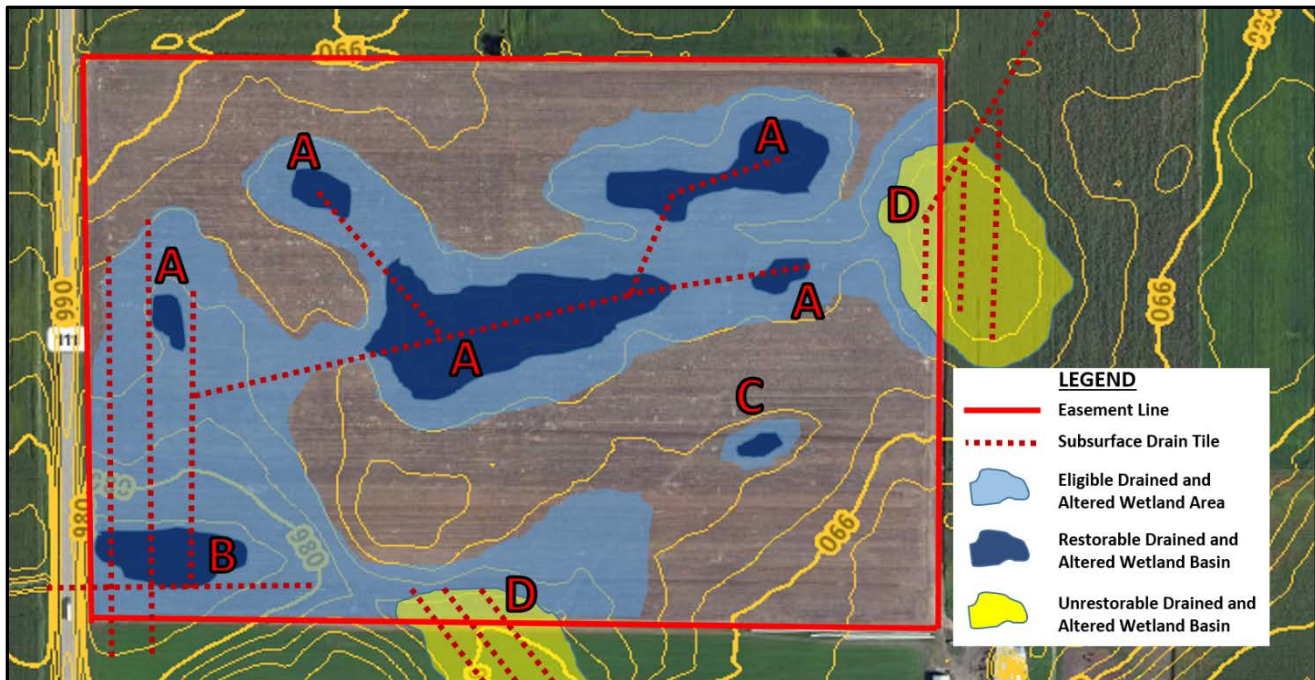 990
A
A
D
990
A
990
111
A
A
C
LEGEND
Easement Line
Subsurface Drain Tile
Eligible Drained and
Altered Wetland Area
Restorable Drained and
Altered Wetland Basin
Unrestorable Drained and
Altered Wetland Basin
980
990
980
B
D